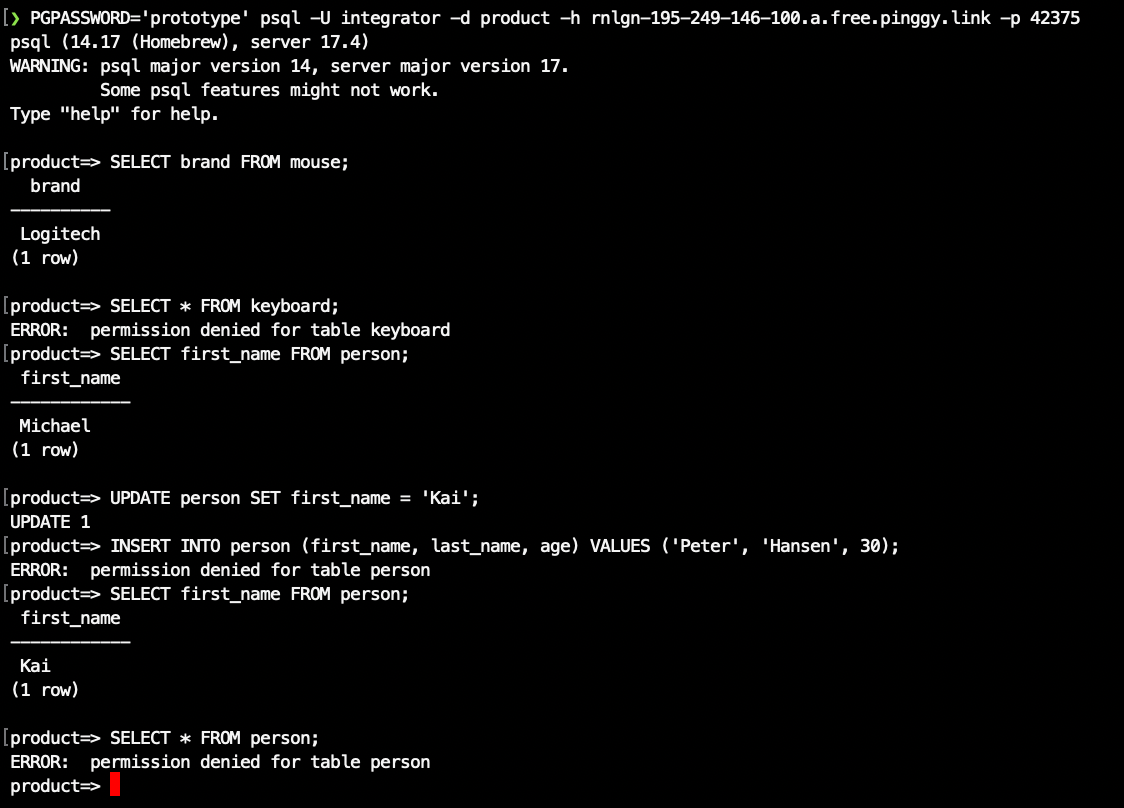 ❯ PGPASSWORD='prototype' psql -U integrator -d product -h rnlgn-195-249-146-100.a.free.pinggy.link -p 42375
psql (14.17 (Homebrew), server 17.4)
WARNING: psql major version 14, server major version 17.
         Some psql features might not work.
Type "help" for help.

product=> SELECT brand FROM mouse;
  brand
----------
 Logitech
(1 row)

product=> SELECT * FROM keyboard;
ERROR:  permission denied for table keyboard
product=> SELECT first_name FROM person;
 first_name
------------
 Michael
(1 row)

product=> UPDATE person SET first_name = 'Kai';
UPDATE 1
product=> INSERT INTO person (first_name, last_name, age) VALUES ('Peter', 'Hansen', 30);
ERROR:  permission denied for table person
product=> SELECT first_name FROM person;
 first_name
------------
 Kai
(1 row)

product=> SELECT * FROM person;
ERROR:  permission denied for table person
product=>